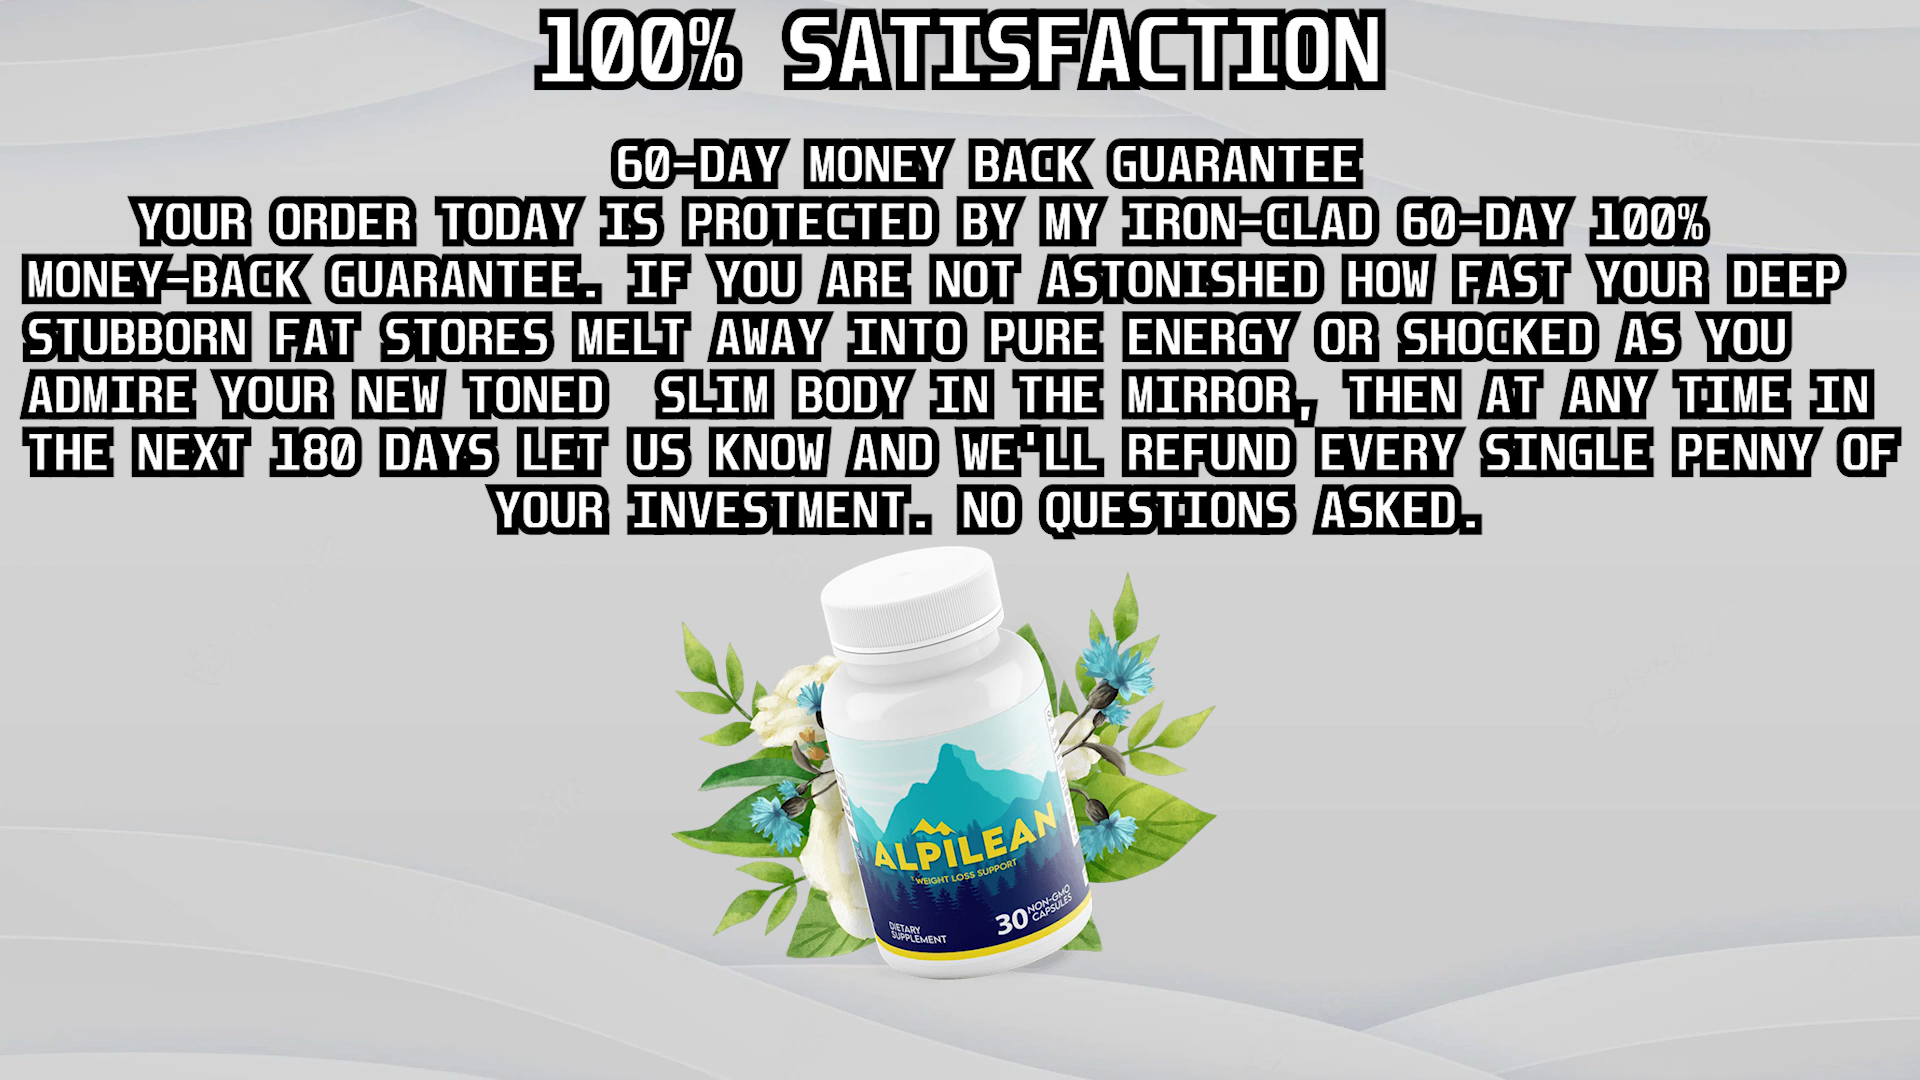 100% SATISFACTION
60-DAY MONEY BACK GUARANTEE
YOUR ORDER TODAY IS PROTECTED BY MY IRON-CLAD 60-DAY 100%
MONEY-BACK GUARANTEE. IF YOU ARE NOT ASTONISHED HOW FAST YOUR DEEP
STUBBORN FAT STORES MELT AWAY INTO PURE ENERGY OR SHOCKED AS YOU
ADMIRE YOUR NEW TONED SLIM BODY IN THE MIRROR, THEN AT ANY TIME IN
THE NEXT 180 DAYS LET US KNOW AND WE'LL REFUND EVERY SINGLE PENNY OF
YOUR INVESTMENT. NO QUESTIONS ASKED.
ALPILEAN
WEIGHT LOSS SUPPORT
DIETARY
SUPPLEMENT
30 NON-GMO
CAPSULES